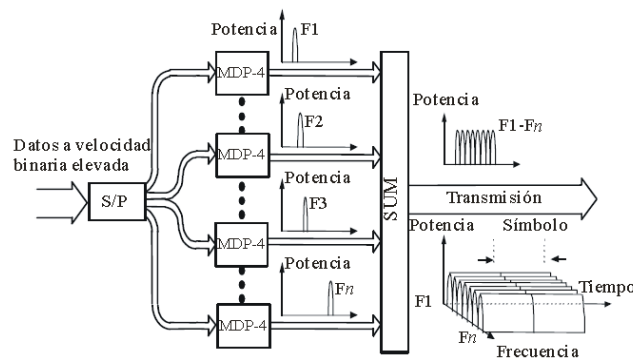 Potencia
F1
MDP-4
Potencia
F2
MDP-4
Potencia
F3
MDP-4
Potencia
Fn
MDP-4
Datos a velocidad
binaria elevada
S/P
SUM
Potencia
F1-Fn
Transmisión
Potencia
Símbolo
F1
Tiempo
Fn
Frecuencia